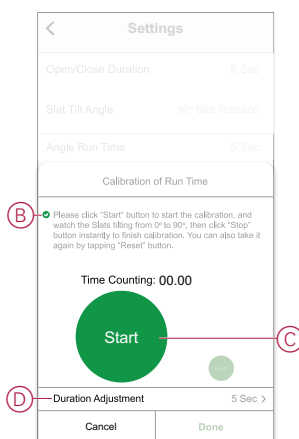 Settings
Open/Close Duration 6 Sec
Slat Tilt Angle 90° Slat Rotation
Angle Run Time 5 Sec
Calibration of Run Time
B
Please click "Start" button to start the calibration, and
watch the Slats tilting from 0° to 90°, then click "Stop"
button instantly to finish calibration. You can also take it
again by tapping "Reset" button.
Time Counting: 00.00
Start
C
D
Duration Adjustment 5 Sec >
Cancel Done